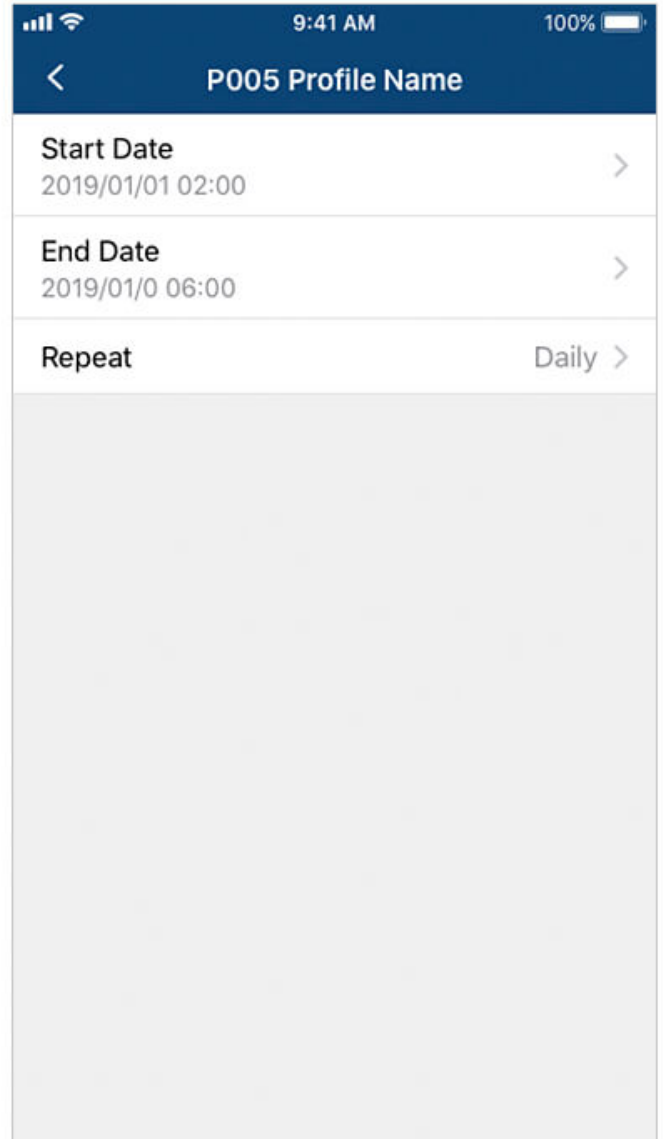 9:41 AM
100%
P005 Profile Name
Start Date
2019/01/01 02:00
End Date
2019/01/0 06:00
Repeat
Daily